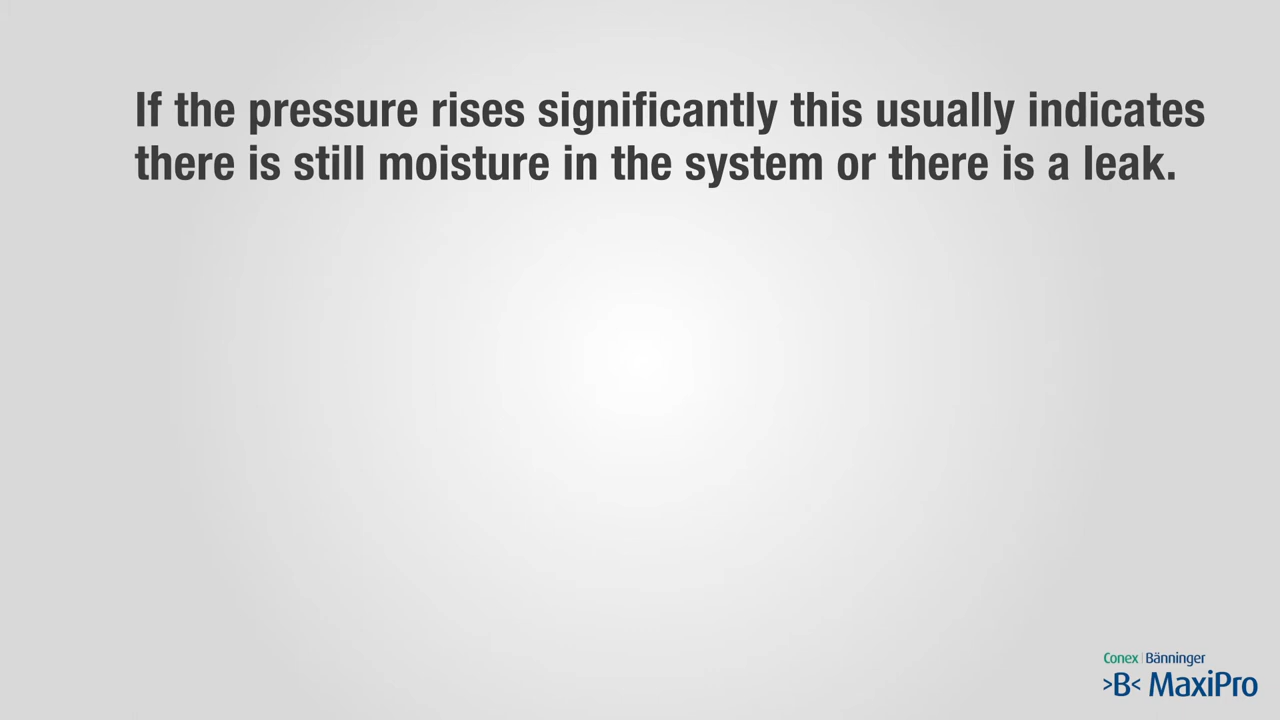 If the pressure rises significantly this usually indicates
there is still moisture in the system or there is a leak.
Conex | Bänninger
>B< MaxiPro